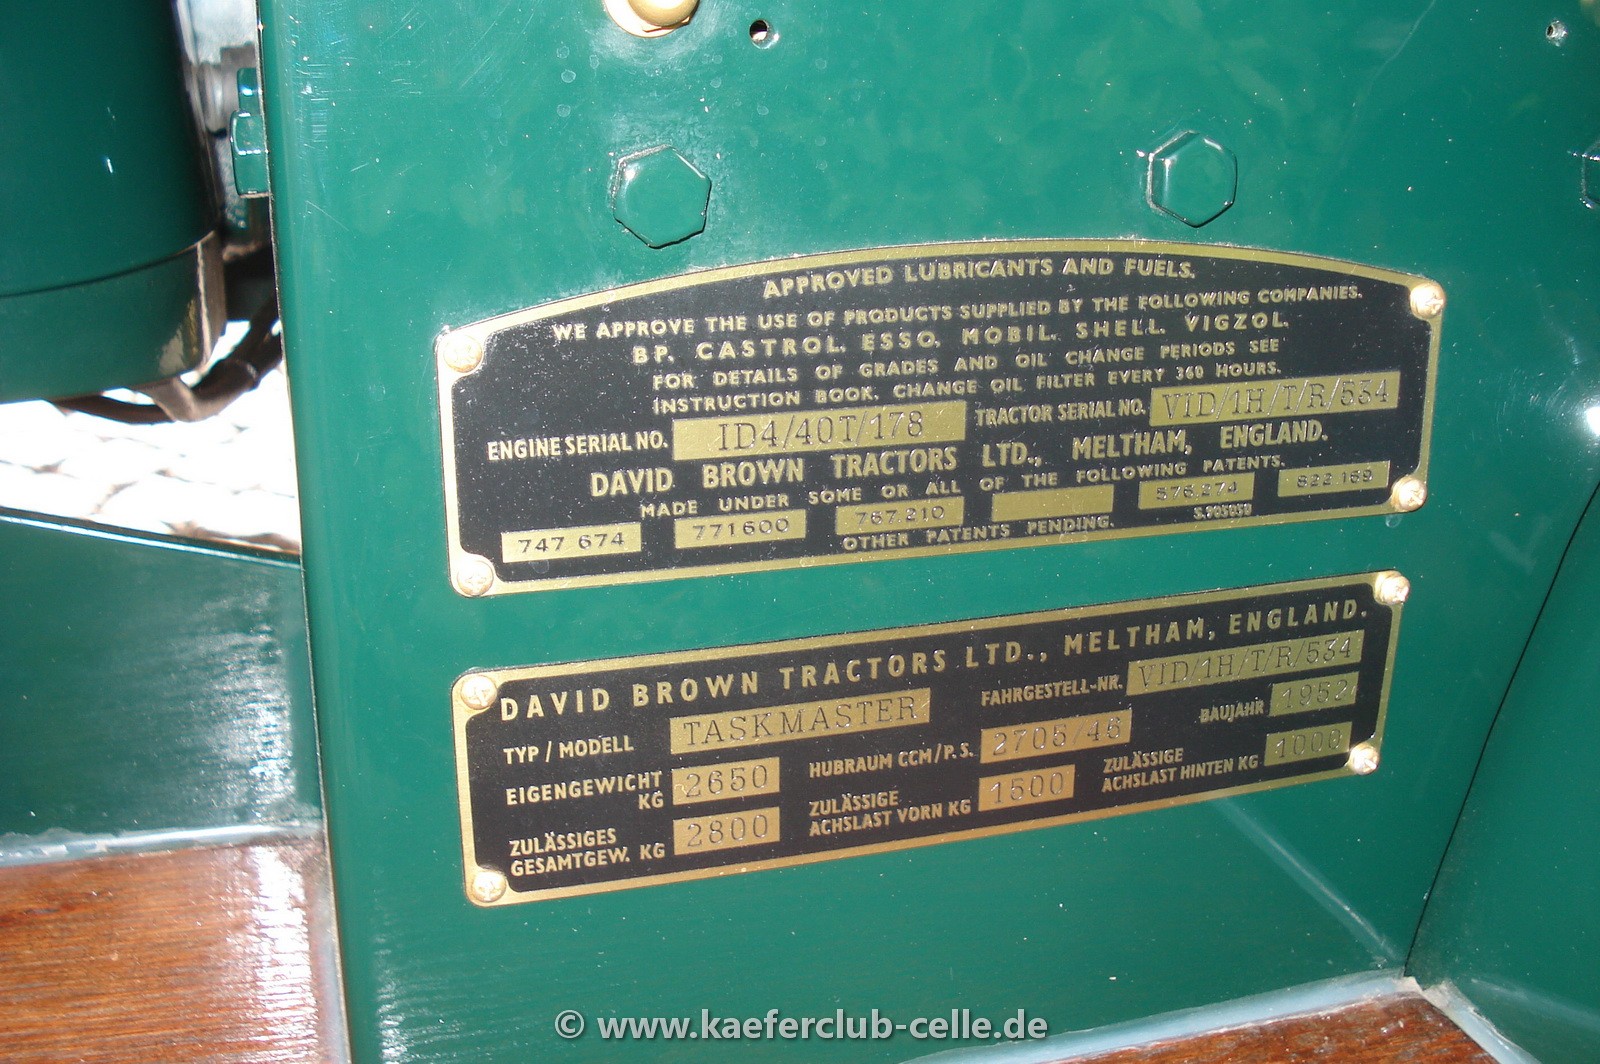 APPROVED LUBRICANTS AND FUELS.
WE APPROVE THE USE OF PRODUCTS SUPPLIED BY THE FOLLOWING COMPANIES.
BP. CASTROL. ESSO. MOBIL. SHELL. VIGZOL.
FOR DETAILS OF GRADES AND OIL CHANGE PERIODS SEE
INSTRUCTION BOOK. CHANGE OIL FILTER EVERY 360 HOURS.
ENGINE SERIAL NO. ID4/40T/178 TRACTOR SERIAL NO. VID/1H/T/R/534
DAVID BROWN TRACTORS LTD., MELTHAM, ENGLAND.
MADE UNDER SOME OR ALL OF THE FOLLOWING PATENTS.
747 674 771600 767.210 576.274 822.169
OTHER PATENTS PENDING.
DAVID BROWN TRACTORS LTD., MELTHAM, ENGLAND.
TYP / MODELL TASKMASTER FAHRGESTELL-NR. VID/1H/T/R/534
EIGENGEWICHT KG 2650 HUBRAUM CCM/P.S. 2705/46 BAUJAHR 1952
ZULÄSSIGES GESAMTGEW. KG 2800 ZULÄSSIGE ACHSLAST VORN KG 1500 ZULÄSSIGE ACHSLAST HINTEN KG 1000
© www.kaeferclub-celle.de